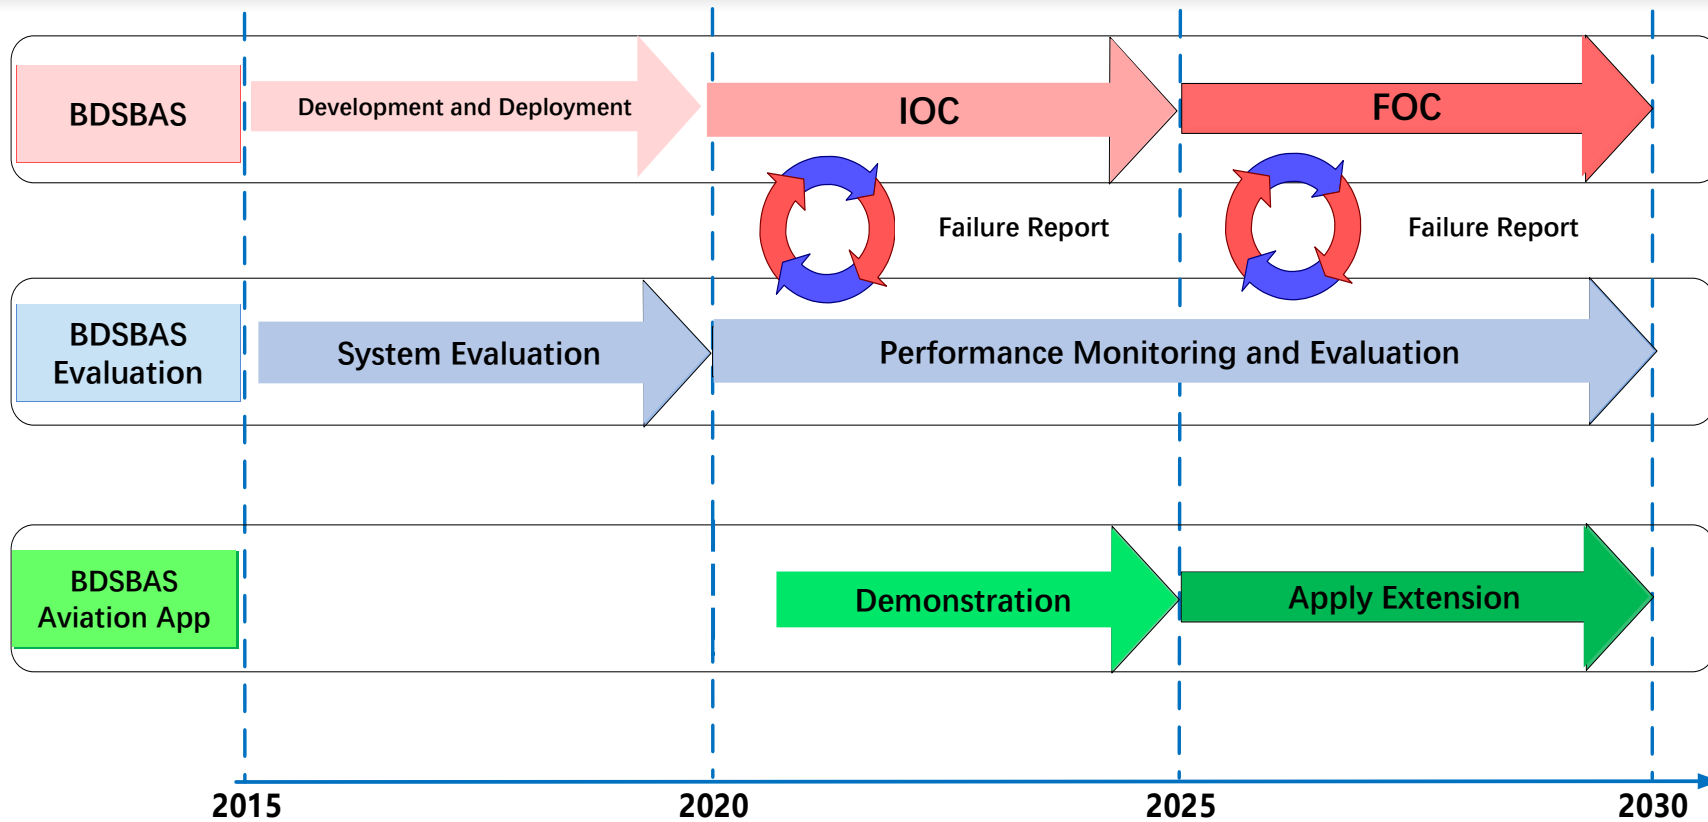 BDSBAS
Development and Deployment
IOC
FOC
Failure Report
Failure Report
BDSBAS
Evaluation
System Evaluation
Performance Monitoring and Evaluation
BDSBAS
Aviation App
Demonstration
Apply Extension
2015
2020
2025
2030